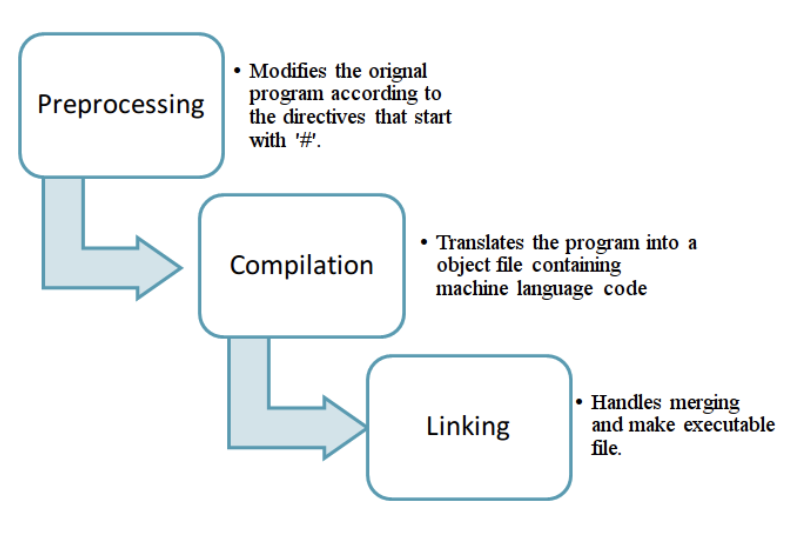 Preprocessing
• Modifies the orignal
program according to
the directives that start
with '#'.
Compilation
• Translates the program into a
object file containing
machine language code
Linking
• Handles merging
and make executable
file.